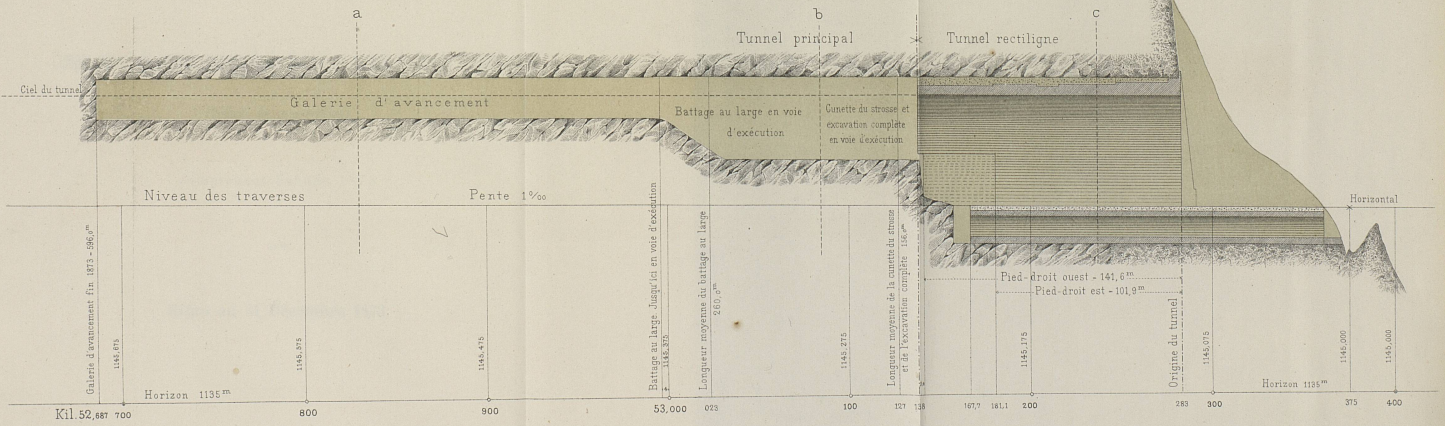 a
b
c
Tunnel principal
Tunnel rectiligne
Ciel du tunnel
Galerie d'avancement
Battage au large en voie
d'exécution
Cunette du strosse et
excavation complète
en voie d'exécution
Niveau des traverses
Pente 1‰
Horizontal
Galerie d'avancement fin 1873 - 596,0ᵐ
Battage au large jusqu'ici en voie d'exécution
Longueur moyenne du battage au large
260,0ᵐ
Longueur moyenne de la cunette du strosse
et de l'excavation complète 156,0ᵐ
Pied-droit ouest - 141,6ᵐ
Pied-droit est - 101,9ᵐ
Origine du tunnel
1145,575
1145,475
1145,375
1145,275
1145,175
1145,075
1145,000
1145,000
Horizon 1135ᵐ
Horizon 1135ᵐ
Kil. 52,687 700 800 900 53,000 023 100 127 138 167,7 181,1 200 283 300 375 400